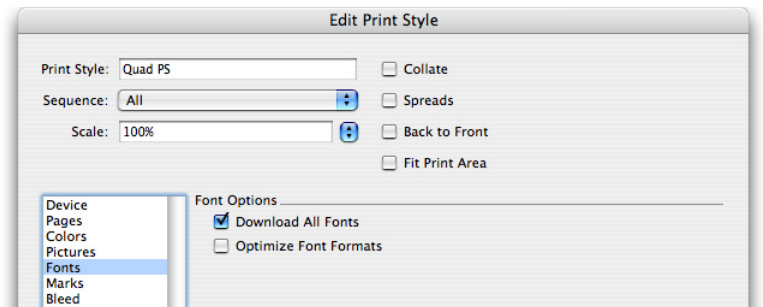 Edit Print Style
Print Style: Quad PS
Collate
Sequence: All
Spreads
Scale: 100%
Back to Front
Fit Print Area
Device
Pages
Colors
Pictures
Fonts
Marks
Bleed
Font Options
Download All Fonts
Optimize Font Formats